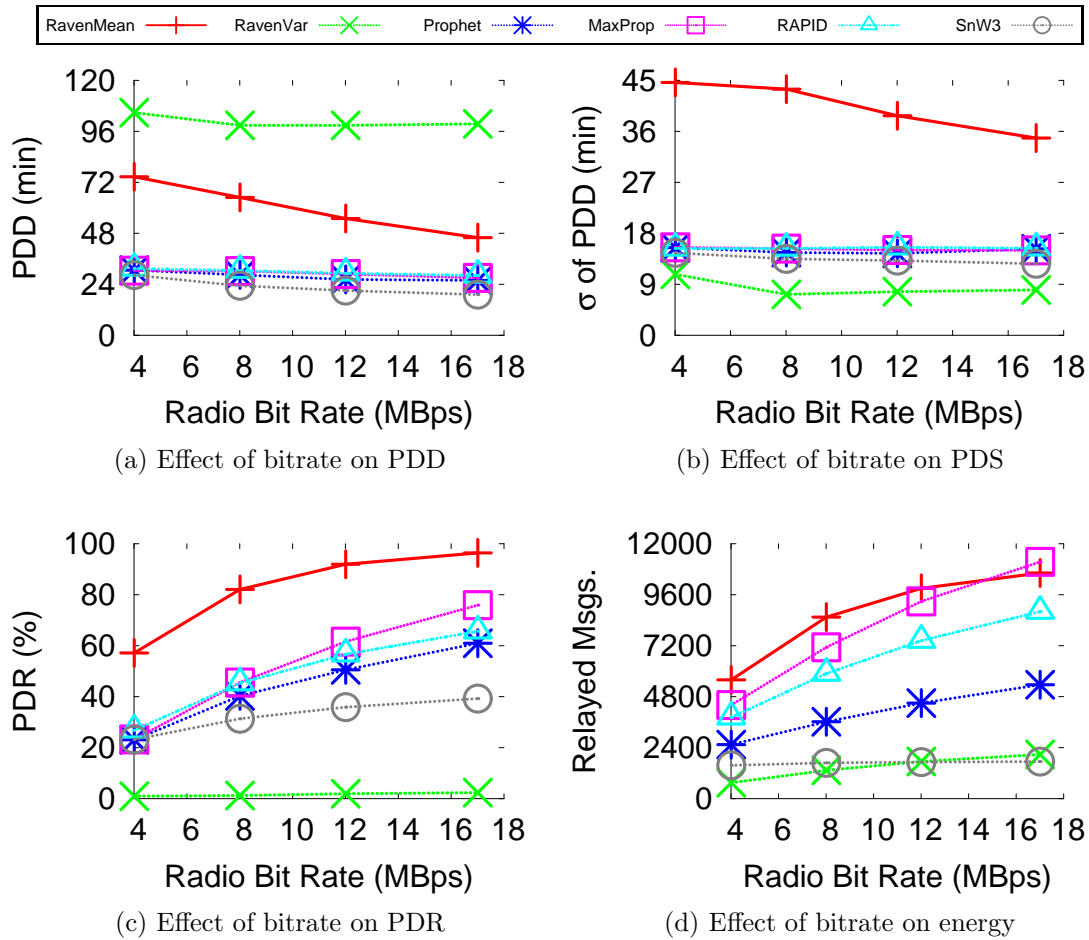 RavenMean RavenVar Prophet MaxProp RAPID SnW3
120
96
72
48
24
0
PDD (min)
4 6 8 10 12 14 16 18
Radio Bit Rate (MBps)
(a) Effect of bitrate on PDD
45
36
27
18
9
0
σ of PDD (min)
4 6 8 10 12 14 16 18
Radio Bit Rate (MBps)
(b) Effect of bitrate on PDS
100
80
60
40
20
0
PDR (%)
4 6 8 10 12 14 16 18
Radio Bit Rate (MBps)
(c) Effect of bitrate on PDR
12000
9600
7200
4800
2400
0
Relayed Msgs.
4 6 8 10 12 14 16 18
Radio Bit Rate (MBps)
(d) Effect of bitrate on energy